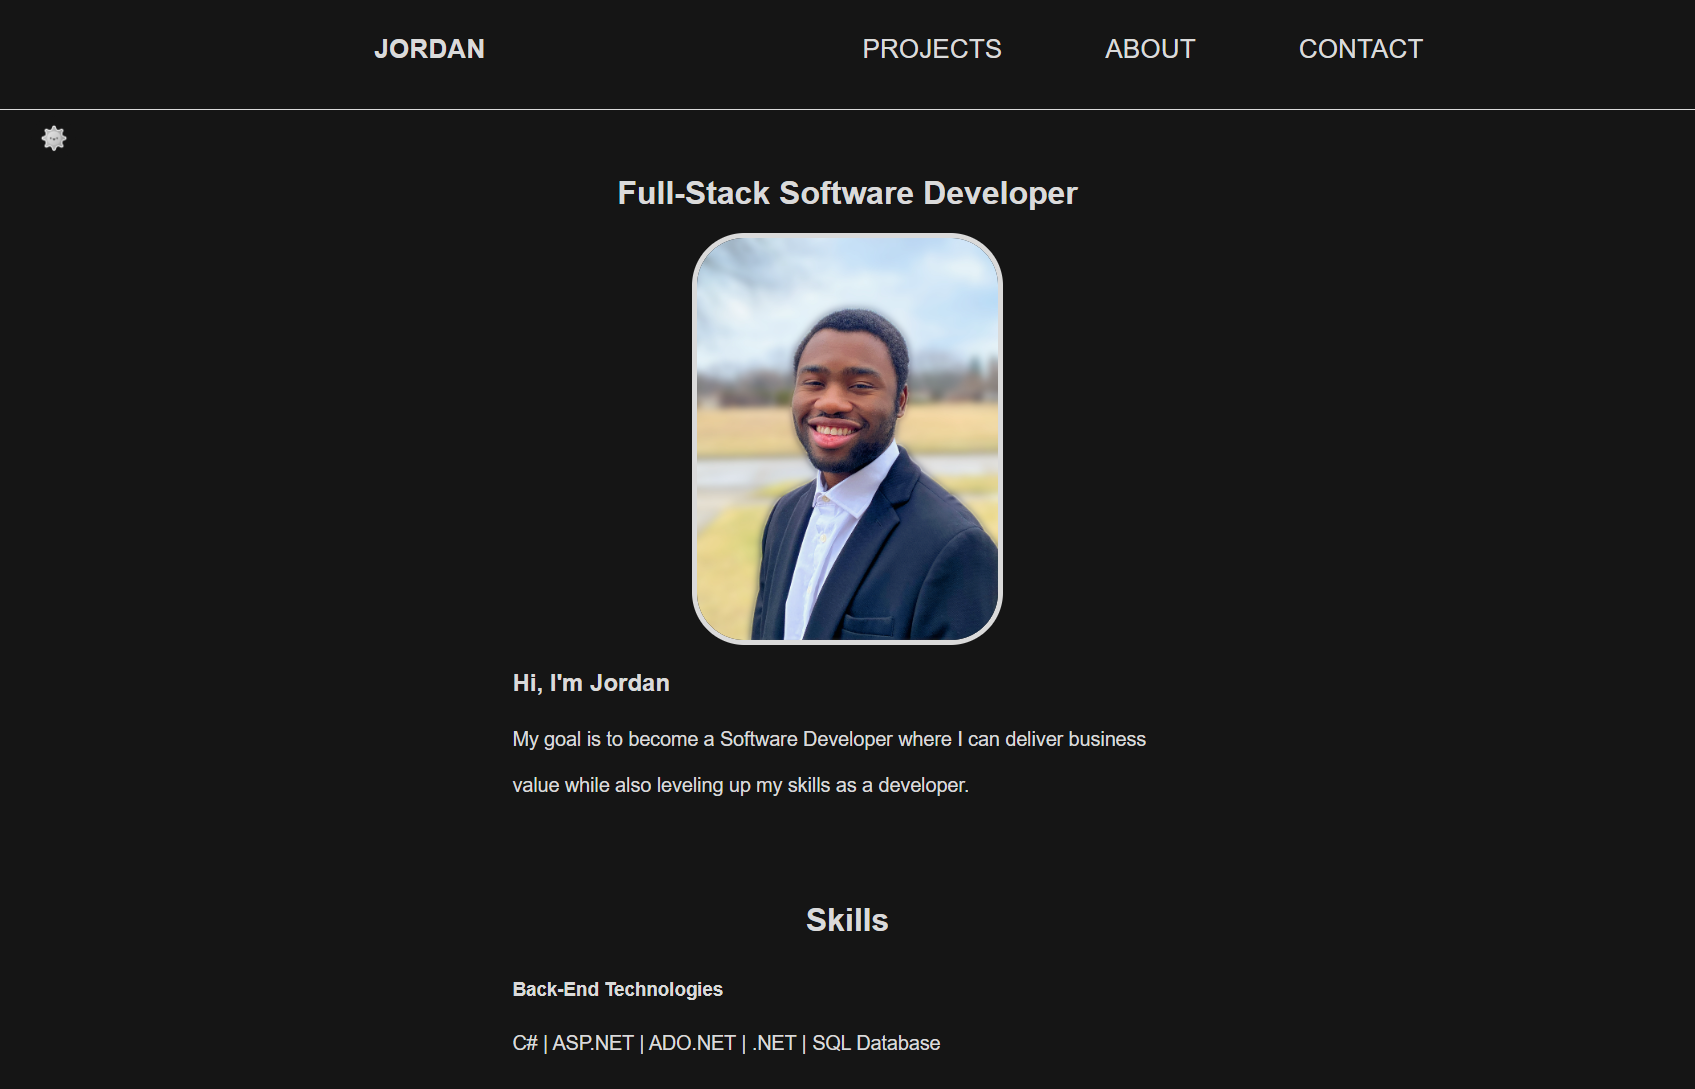 JORDAN PROJECTS ABOUT CONTACT
Full-Stack Software Developer
Hi, I'm Jordan
My goal is to become a Software Developer where I can deliver business
value while also leveling up my skills as a developer.
Skills
Back-End Technologies
C# | ASP.NET | ADO.NET | .NET | SQL Database